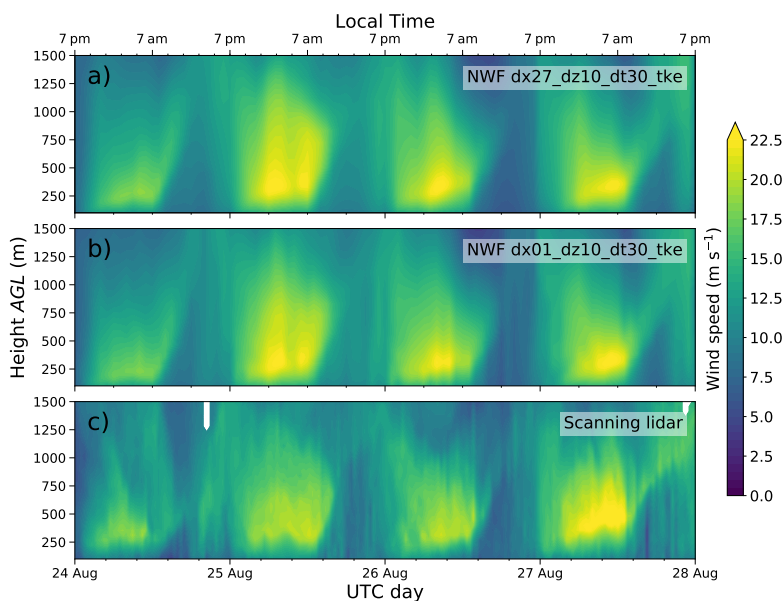 Local Time
7 pm 7 am 7 pm 7 am 7 pm 7 am 7 pm 7 am 7 pm
a)
NWF dx27_dz10_dt30_tke
1500
1250
1000
750
500
250
b)
NWF dx01_dz10_dt30_tke
1500
1250
1000
750
500
250
c)
Scanning lidar
1500
1250
1000
750
500
250
Height AGL (m)
24 Aug 25 Aug 26 Aug 27 Aug 28 Aug
UTC day
Wind speed (m s⁻¹)
22.5
20.0
17.5
15.0
12.5
10.0
7.5
5.0
2.5
0.0